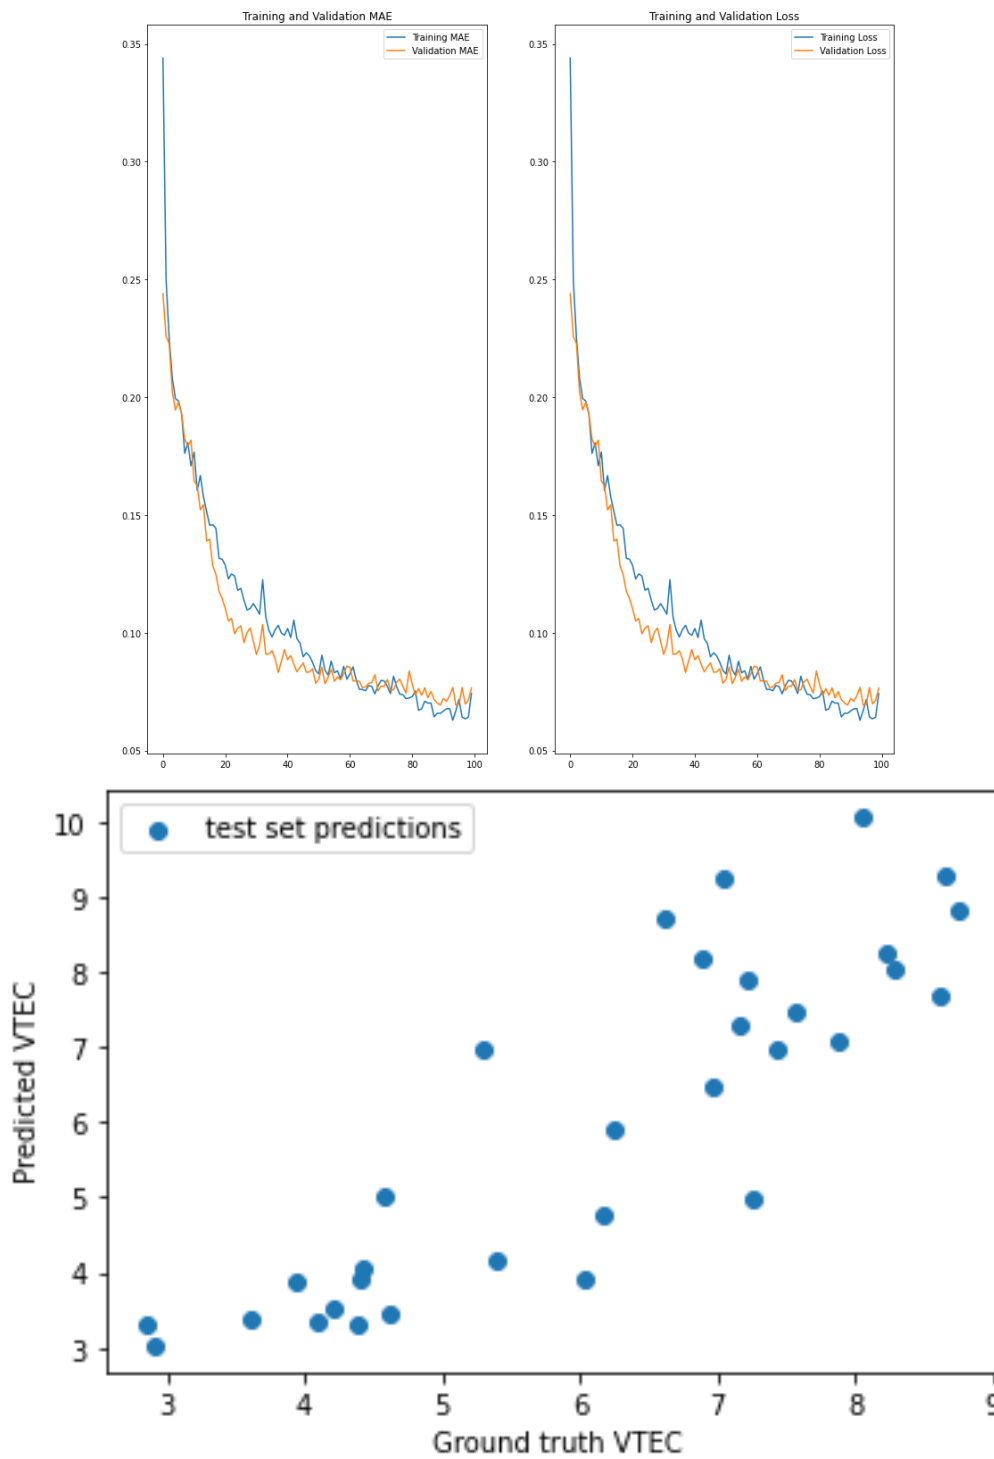 Training and Validation MAE
Training MAE
Validation MAE
0.35
0.30
0.25
0.20
0.15
0.10
0.05
0 20 40 60 80 100
Training and Validation Loss
Training Loss
Validation Loss
0.35
0.30
0.25
0.20
0.15
0.10
0.05
0 20 40 60 80 100
test set predictions
Predicted VTEC
10
9
8
7
6
5
4
3
3 4 5 6 7 8 9
Ground truth VTEC